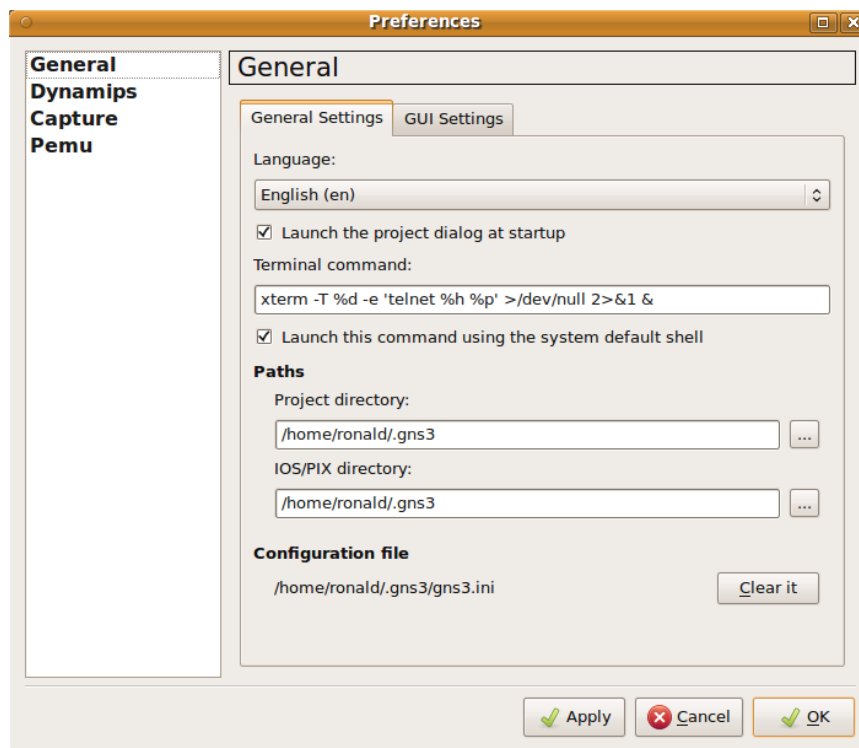 Preferences
General
Dynamips
Capture
Pemu
General
General Settings
GUI Settings
Language:
English (en)
Launch the project dialog at startup
Terminal command:
xterm -T %d -e 'telnet %h %p' >/dev/null 2>&1 &
Launch this command using the system default shell
Paths
Project directory:
/home/ronald/.gns3
...
IOS/PIX directory:
/home/ronald/.gns3
...
Configuration file
/home/ronald/.gns3/gns3.ini
Clear it
Apply
Cancel
OK